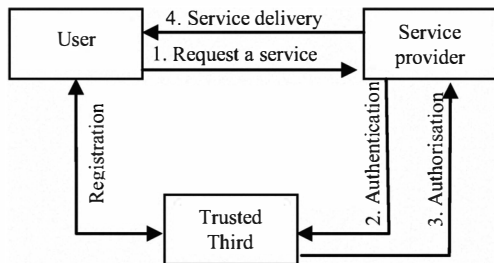 4. Service delivery
User
Service
provider
1. Request a service
Registration
2. Authentication
3. Authorisation
Trusted
Third